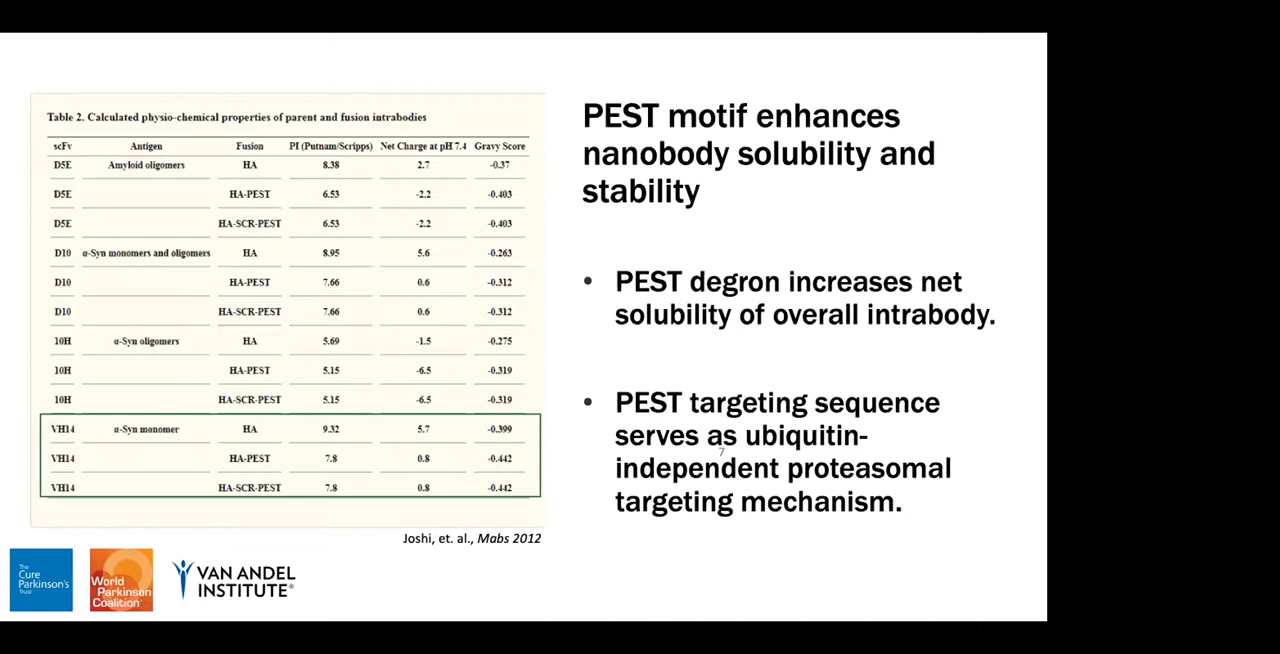 Table 2. Calculated physio-chemical properties of parent and fusion intrabodies
scFv Antigen Fusion PI (Putnam/Scripps) Net Charge at pH 7.4 Gravy Score
D5E Amyloid oligomers HA 8.38 2.7 -0.37
D5E HA-PEST 6.53 -2.2 -0.403
D5E HA-SCR-PEST 6.53 -2.2 -0.403
D10 α-Syn monomers and oligomers HA 8.95 5.6 -0.263
D10 HA-PEST 7.66 0.6 -0.312
D10 HA-SCR-PEST 7.66 0.6 -0.312
10H α-Syn oligomers HA 5.69 -1.5 -0.275
10H HA-PEST 5.15 -6.5 -0.319
10H HA-SCR-PEST 5.15 -6.5 -0.319
VH14 α-Syn monomer HA 9.32 5.7 -0.399
VH14 HA-PEST 7.8 0.8 -0.442
VH14 HA-SCR-PEST 7.8 0.8 -0.442
Joshi, et. al., Mabs 2012
PEST motif enhances
nanobody solubility and
stability
• PEST degron increases net
solubility of overall intrabody.
• PEST targeting sequence
serves as ubiquitin-
independent proteasomal
targeting mechanism.
7
The
Cure
Parkinson's
Trust
World
Parkinson
Coalition
VAN ANDEL
INSTITUTE®